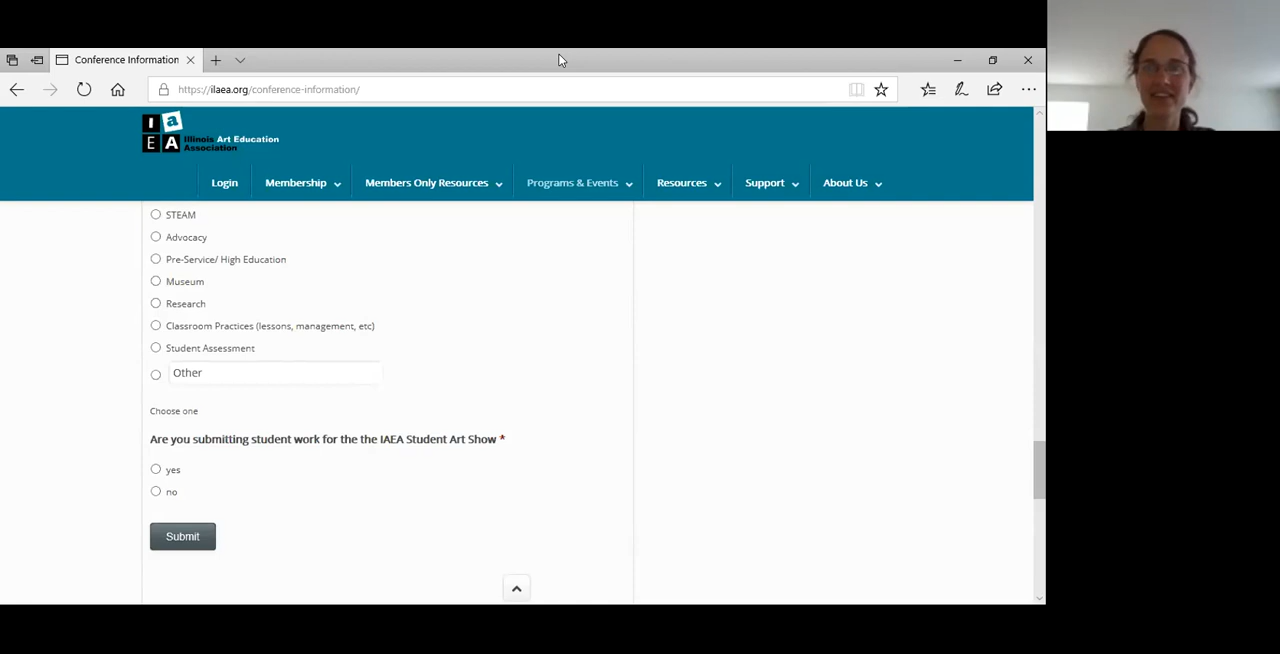 Conference Information
https://ilaea.org/conference-information/
I a
E A
Illinois Art Education
Association
Login Membership Members Only Resources Programs & Events Resources Support About Us
STEAM
Advocacy
Pre-Service/ High Education
Museum
Research
Classroom Practices (lessons, management, etc)
Student Assessment
Other
Choose one
Are you submitting student work for the the IAEA Student Art Show *
yes
no
Submit